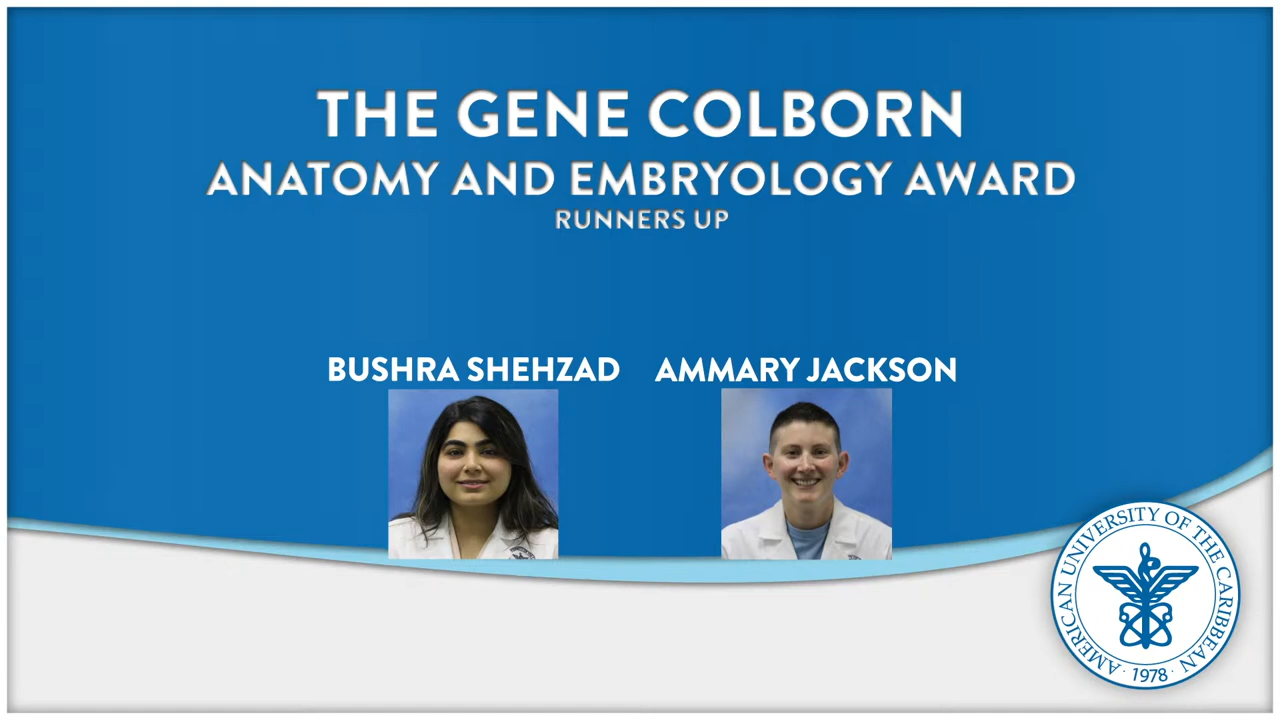 THE GENE COLBORN
ANATOMY AND EMBRYOLOGY AWARD
RUNNERS UP
BUSHRA SHEHZAD
AMMARY JACKSON
AMERICAN UNIVERSITY OF THE CARIBBEAN
· 1978 ·